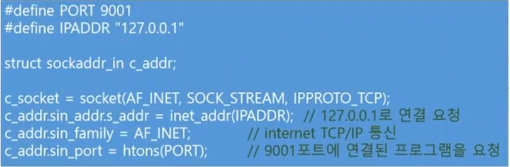 #define PORT 9001
#define IPADDR "127.0.0.1"
struct sockaddr_in c_addr;
c_socket = socket(AF_INET, SOCK_STREAM, IPPROTO_TCP);
c_addr.sin_addr.s_addr = inet_addr(IPADDR); // 127.0.0.1로 연결 요청
c_addr.sin_family = AF_INET; // internet TCP/IP 통신
c_addr.sin_port = htons(PORT); // 9001포트에 연결된 프로그램을 요청